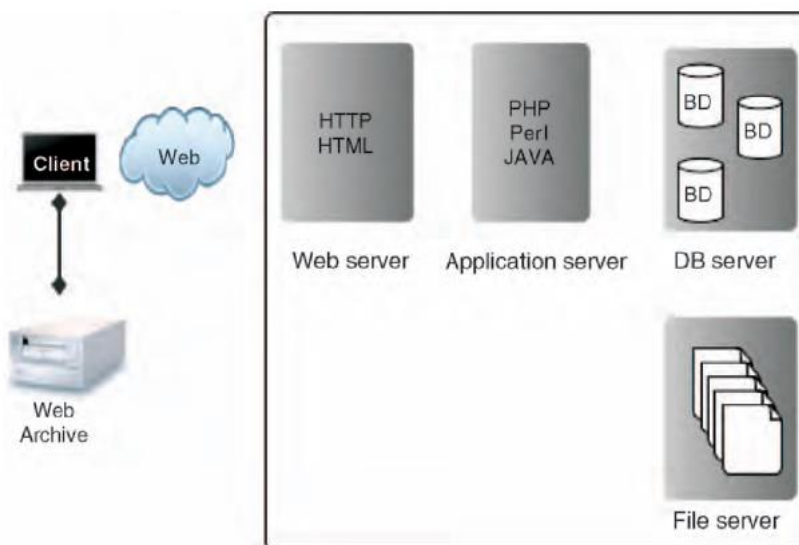 Client
Web
Web
Archive
HTTP
HTML
Web server
PHP
Perl
JAVA
Application server
BD
BD
BD
DB server
File server